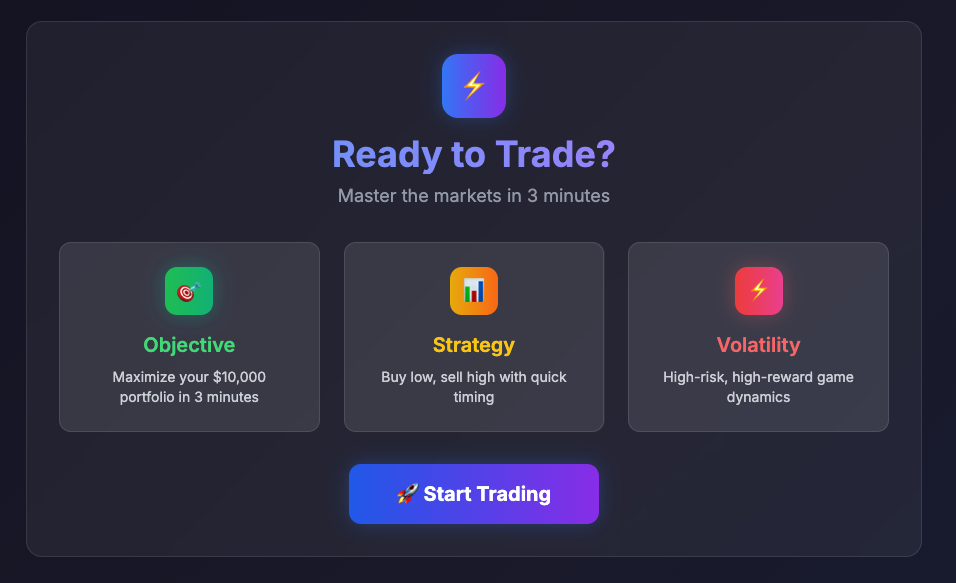 Ready to Trade?
Master the markets in 3 minutes
Objective
Maximize your $10,000
portfolio in 3 minutes
Strategy
Buy low, sell high with quick
timing
Volatility
High-risk, high-reward game
dynamics
🚀 Start Trading